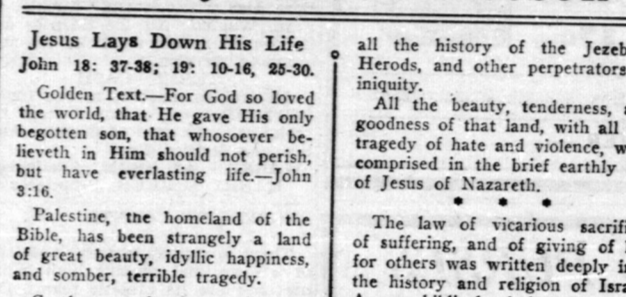 Jesus Lays Down His Life
John 18: 37-38; 19: 10-16, 25-30.
Golden Text.—For God so loved
the world, that He gave His only
begotten son, that whosoever be-
lieveth in Him should not perish,
but have everlasting life.—John
3:16.
Palestine, the homeland of the
Bible, has been strangely a land
of great beauty, idyllic happiness,
and somber, terrible tragedy.
all the history of the
Herods, and other perpetrators
iniquity.
All the beauty, tenderness,
goodness of that land, with all
tragedy of hate and violence,
comprised in the brief earthly
of Jesus of Nazareth.
* * *
The law of vicarious
of suffering, and of giving of
for others was written deeply
the history and religion of